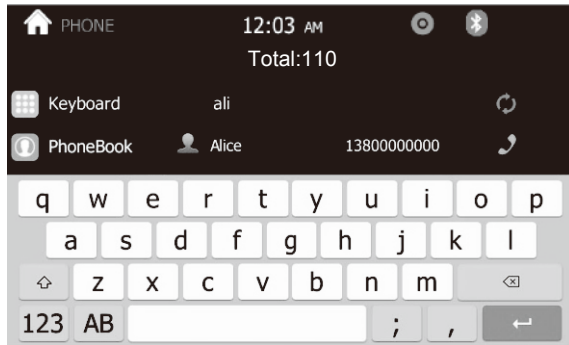 PHONE 12:03 AM
Total:110
Keyboard ali
PhoneBook Alice 13800000000
q w e r t y u i o p
a s d f g h j k l
z x c v b n m
123 AB ; ,